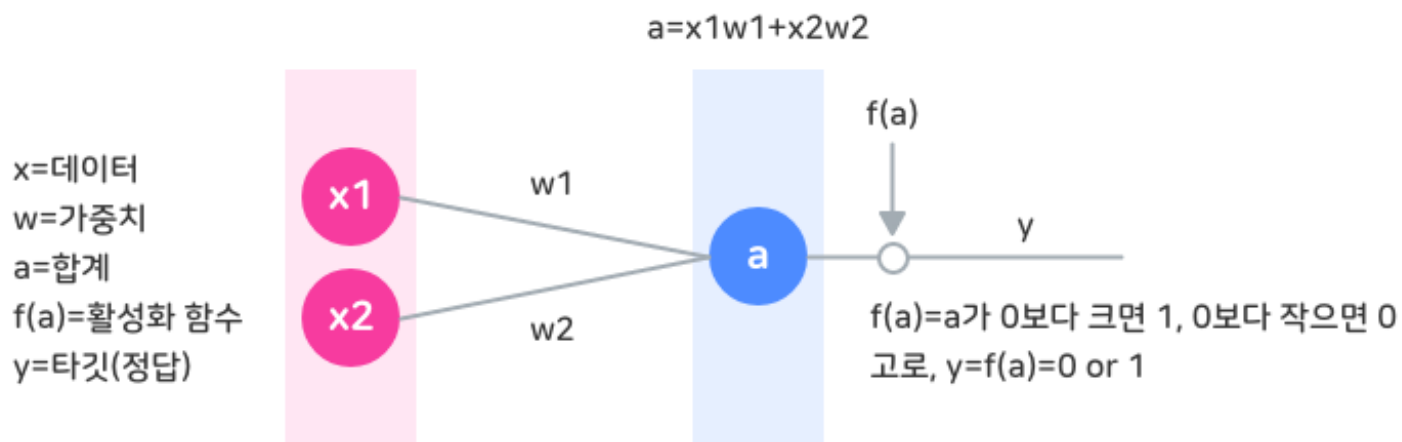 a=x1w1+x2w2
f(a)
x=데이터
w=가중치
a=합계
f(a)=활성화 함수
y=타깃(정답)
x1
x2
w1
w2
a
y
f(a)=a가 0보다 크면 1, 0보다 작으면 0
고로, y=f(a)=0 or 1